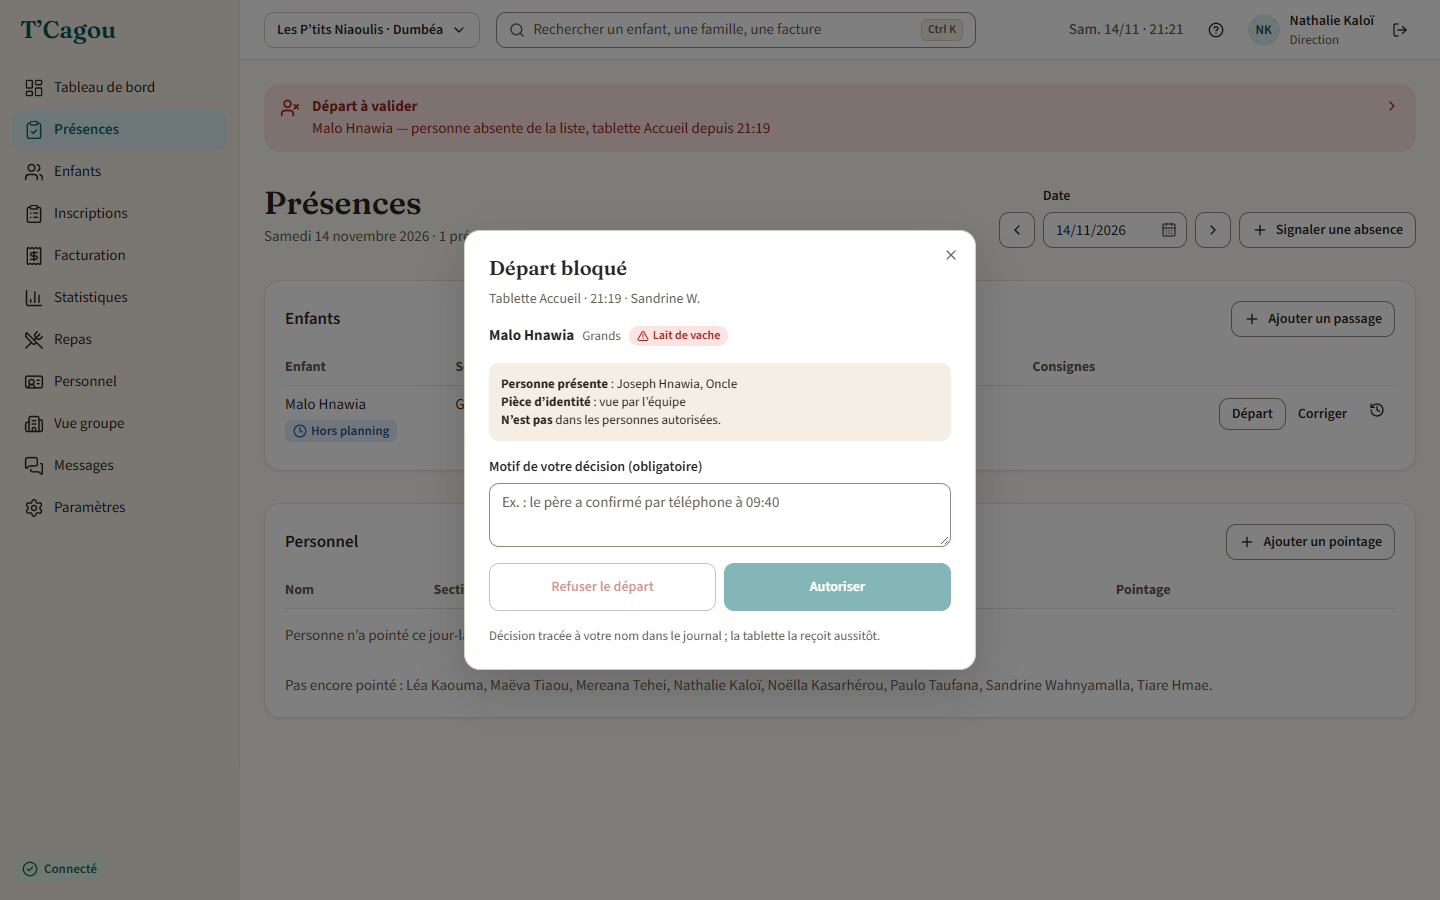 T'Cagou
Les P'tits Niaoulis · Dumbéa
Rechercher un enfant, une famille, une facture
Ctrl K
Sam. 14/11 · 21:21
NK
Nathalie Kaloï
Direction
Tableau de bord
Présences
Enfants
Inscriptions
Facturation
Statistiques
Repas
Personnel
Vue groupe
Messages
Paramètres
Connecté
Départ à valider
Malo Hnawia — personne absente de la liste, tablette Accueil depuis 21:19
Présences
Samedi 14 novembre 2026 · 1
Date
14/11/2026
Signaler une absence
Enfants
Ajouter un passage
Enfant
Consignes
Malo Hnawia
Hors planning
Départ
Corriger
Personnel
Ajouter un pointage
Nom
Pointage
Personne n'a pointé ce
Pas encore pointé : Léa Kaouma, Maëva Tiaou, Mereana Tehei, Nathalie Kaloï, Noëlla Kasarhérou, Paulo Taufana, Sandrine Wahnyamalla, Tiare Hmae.
Départ bloqué
Tablette Accueil · 21:19 · Sandrine W.
Malo Hnawia Grands Lait de vache
Personne présente : Joseph Hnawia, Oncle
Pièce d'identité : vue par l'équipe
N'est pas dans les personnes autorisées.
Motif de votre décision (obligatoire)
Ex. : le père a confirmé par téléphone à 09:40
Refuser le départ
Autoriser
Décision tracée à votre nom dans le journal ; la tablette la reçoit aussitôt.